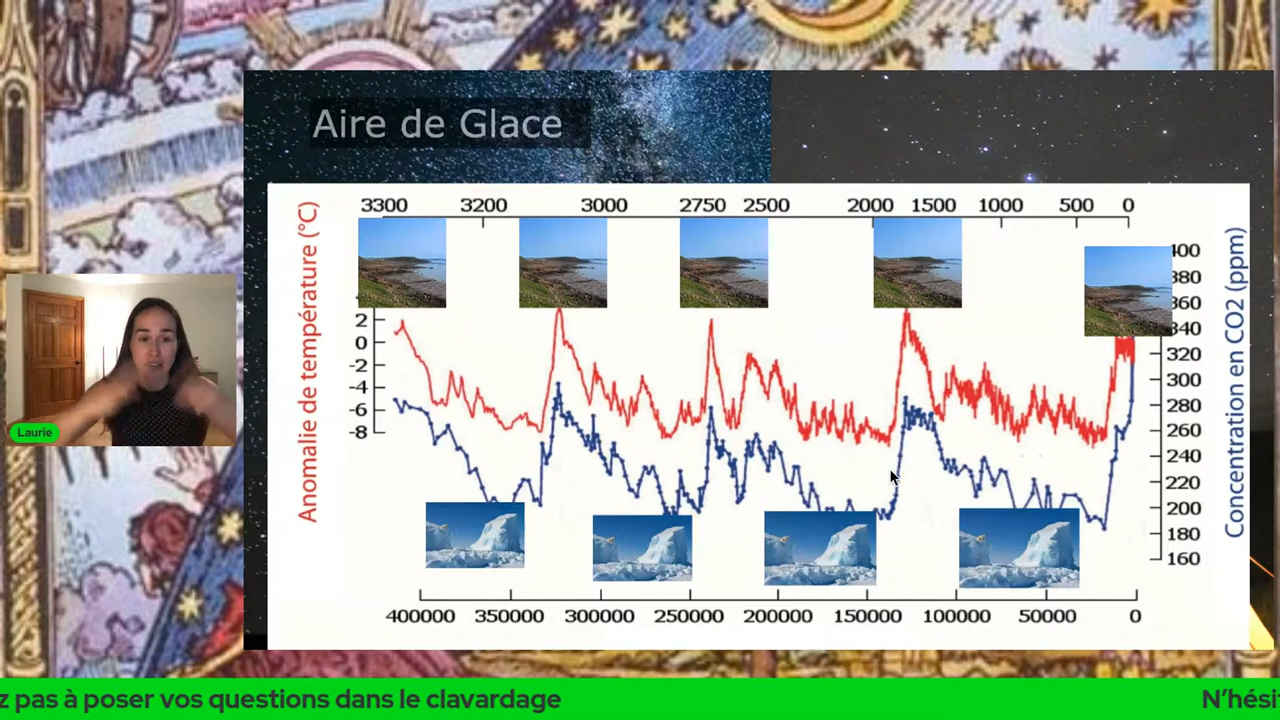 Aire de Glace
3300 3200 3000 2750 2500 2000 1500 1000 500 0
Anomalie de température (°C)
2
0
-2
-4
-6
-8
400
380
360
340
320
300
280
260
240
220
200
180
160
Concentration en CO2 (ppm)
400000 350000 300000 250000 200000 150000 100000 50000 0
Laurie
z pas à poser vos questions dans le clavardage
N'hési